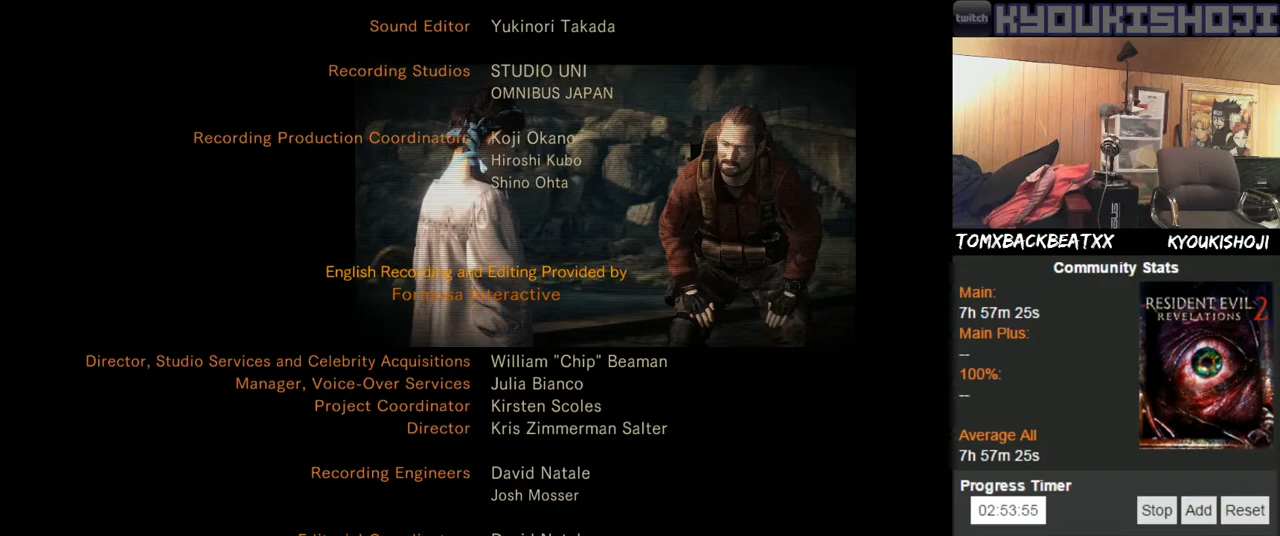 Sound Editor Yukinori Takada
Recording Studios STUDIO UNI
OMNIBUS JAPAN
Recording Production Coordinators Koji Okano
Hiroshi Kubo
Shino Ohta
English Recording and Editing Provided by
Formosa Interactive
Director, Studio Services and Celebrity Acquisitions William "Chip" Beaman
Manager, Voice-Over Services Julia Bianco
Project Coordinator Kirsten Scoles
Director Kris Zimmerman Salter
Recording Engineers David Natale
Josh Mosser
twitch KYOUKISHOJI
ASUS
TOMXBACKBEATXX KYOUKISHOJI
Community Stats
Main:
7h 57m 25s
Main Plus:
--
100%:
--
Average All
7h 57m 25s
RESIDENT EVIL 2
REVELATIONS
Progress Timer
02:53:55 Stop Add Reset